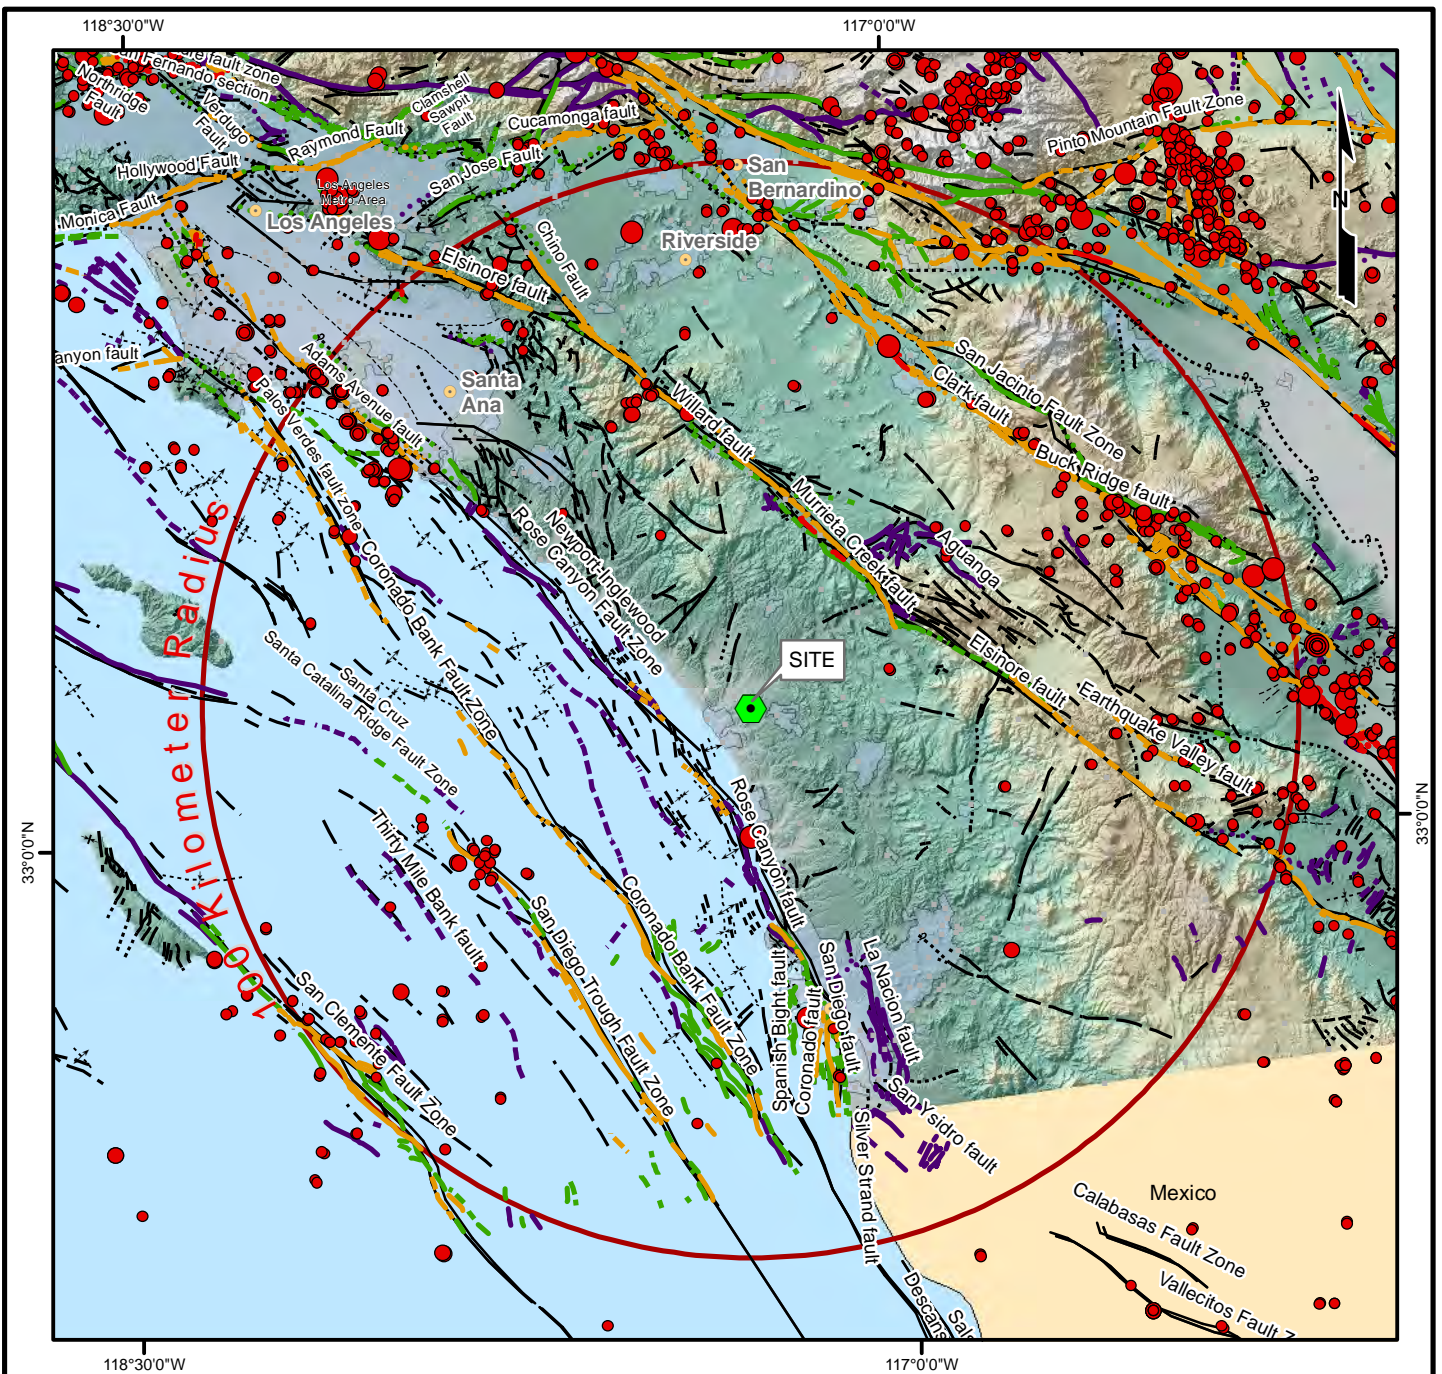 118°30'0"W
117°0'0"W
fault zone
San Fernando section
Northridge
Fault
Verdugo
Fault
Clamshell
Sawpit
Fault
Cucamonga fault
Raymond Fault
Hollywood Fault
San Jose Fault
Pinto Mountain Fault Zone
Monica Fault
Los Angeles
Metro Area
Los Angeles
San
Bernardino
Riverside
N
Chino Fault
Elsinore fault
anyon fault
Adams Avenue fault
Palos Verdes fault zone
Santa
Ana
Willard fault
San Jacinto Fault Zone
Clark fault
Buck Ridge fault
Murrieta Creek fault
Aguanga
Newport-Inglewood
Rose Canyon Fault Zone
Coronado Bank Fault Zone
100 Kilometer Radius
SITE
Santa Cruz
Santa Catalina Ridge Fault Zone
Elsinore fault
Earthquake Valley fault
Thirty Mile Bank fault
Rose Canyon fault
33°0'0"N
33°0'0"N
San Diego Trough Fault Zone
Coronado Bank Fault Zone
Spanish Bight fault
Coronado fault
San Diego fault
La Nacion fault
San Clemente Fault Zone
San Ysidro fault
Silver Strand fault
Mexico
Calabasas Fault Zone
Vallecitos Fault Z
Descans
Sals
118°30'0"W
117°0'0"W